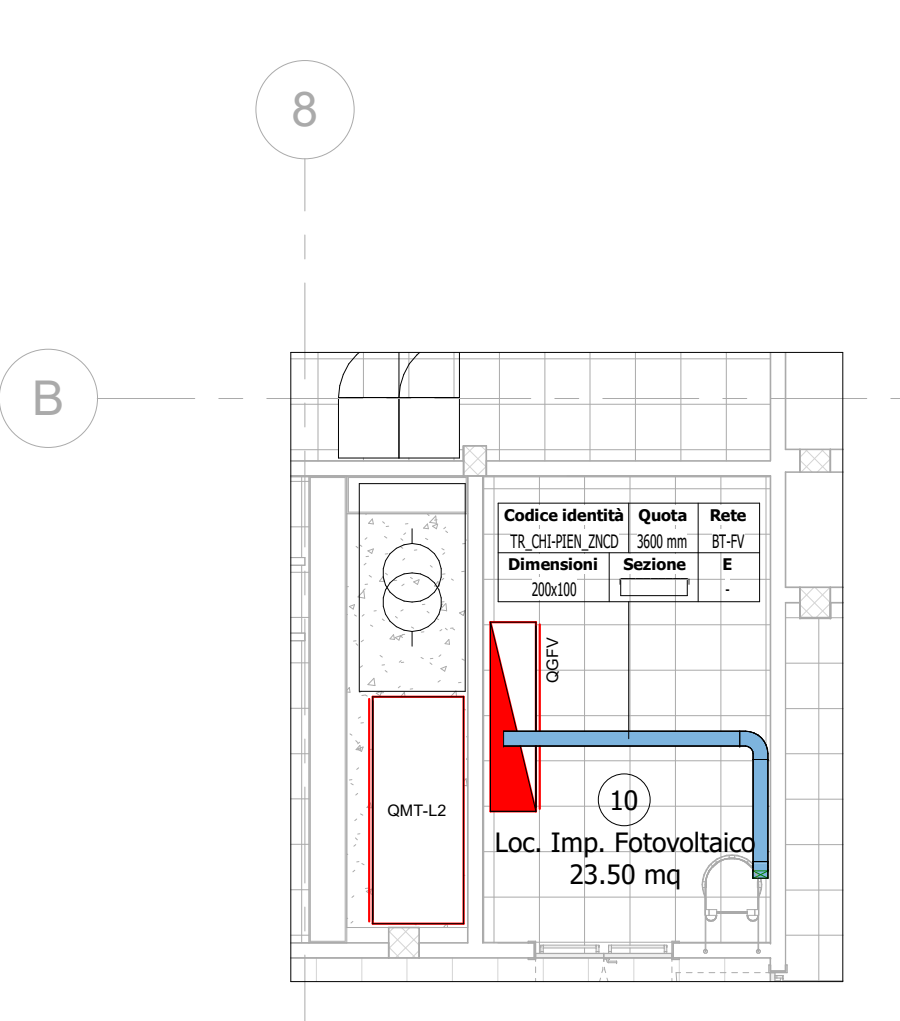 8
B
Codice identità Quota Rete
TR_CHI-PIEN_ZNCD 3600 mm BT-FV
Dimensioni Sezione E
200x100 -
QGFV
QMT-L2
10
Loc. Imp. Fotovoltaico
23.50 mq